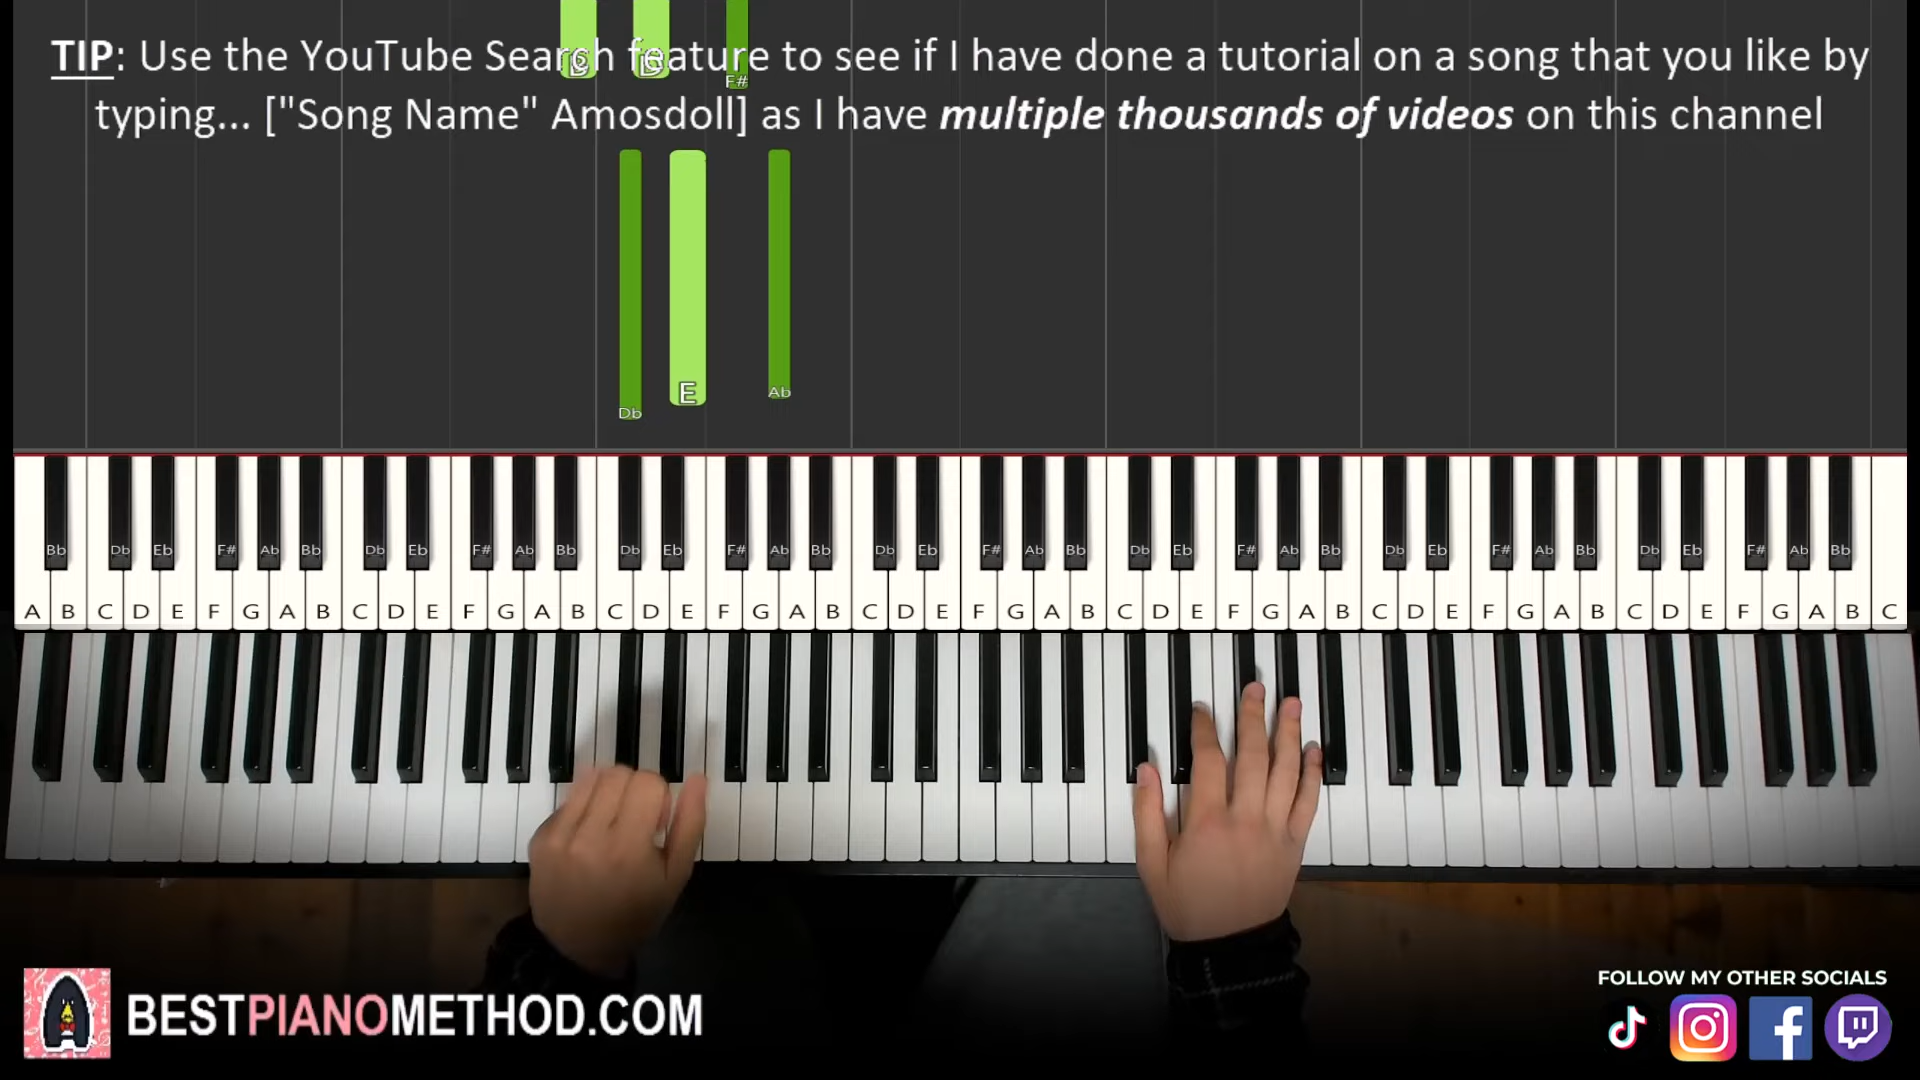 TIP: Use the YouTube Search feature to see if I have done a tutorial on a song that you like by
typing... ["Song Name" Amosdoll] as I have multiple thousands of videos on this channel
B D F#
Db E Ab
Bb Db Eb F# Ab Bb Db Eb F# Ab Bb Db Eb F# Ab Bb Db Eb F# Ab Bb Db Eb F# Ab Bb Db Eb F# Ab Bb Db Eb F# Ab Bb
A B C D E F G A B C D E F G A B C D E F G A B C D E F G A B C D E F G A B C D E F G A B C D E F G A B C
BESTPIANOMETHOD.COM
FOLLOW MY OTHER SOCIALS